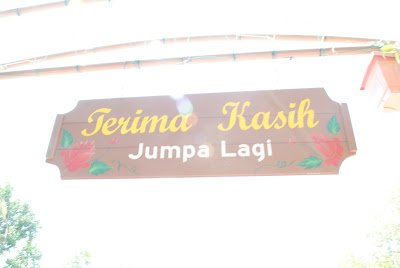 Terima Kasih
Jumpa Lagi